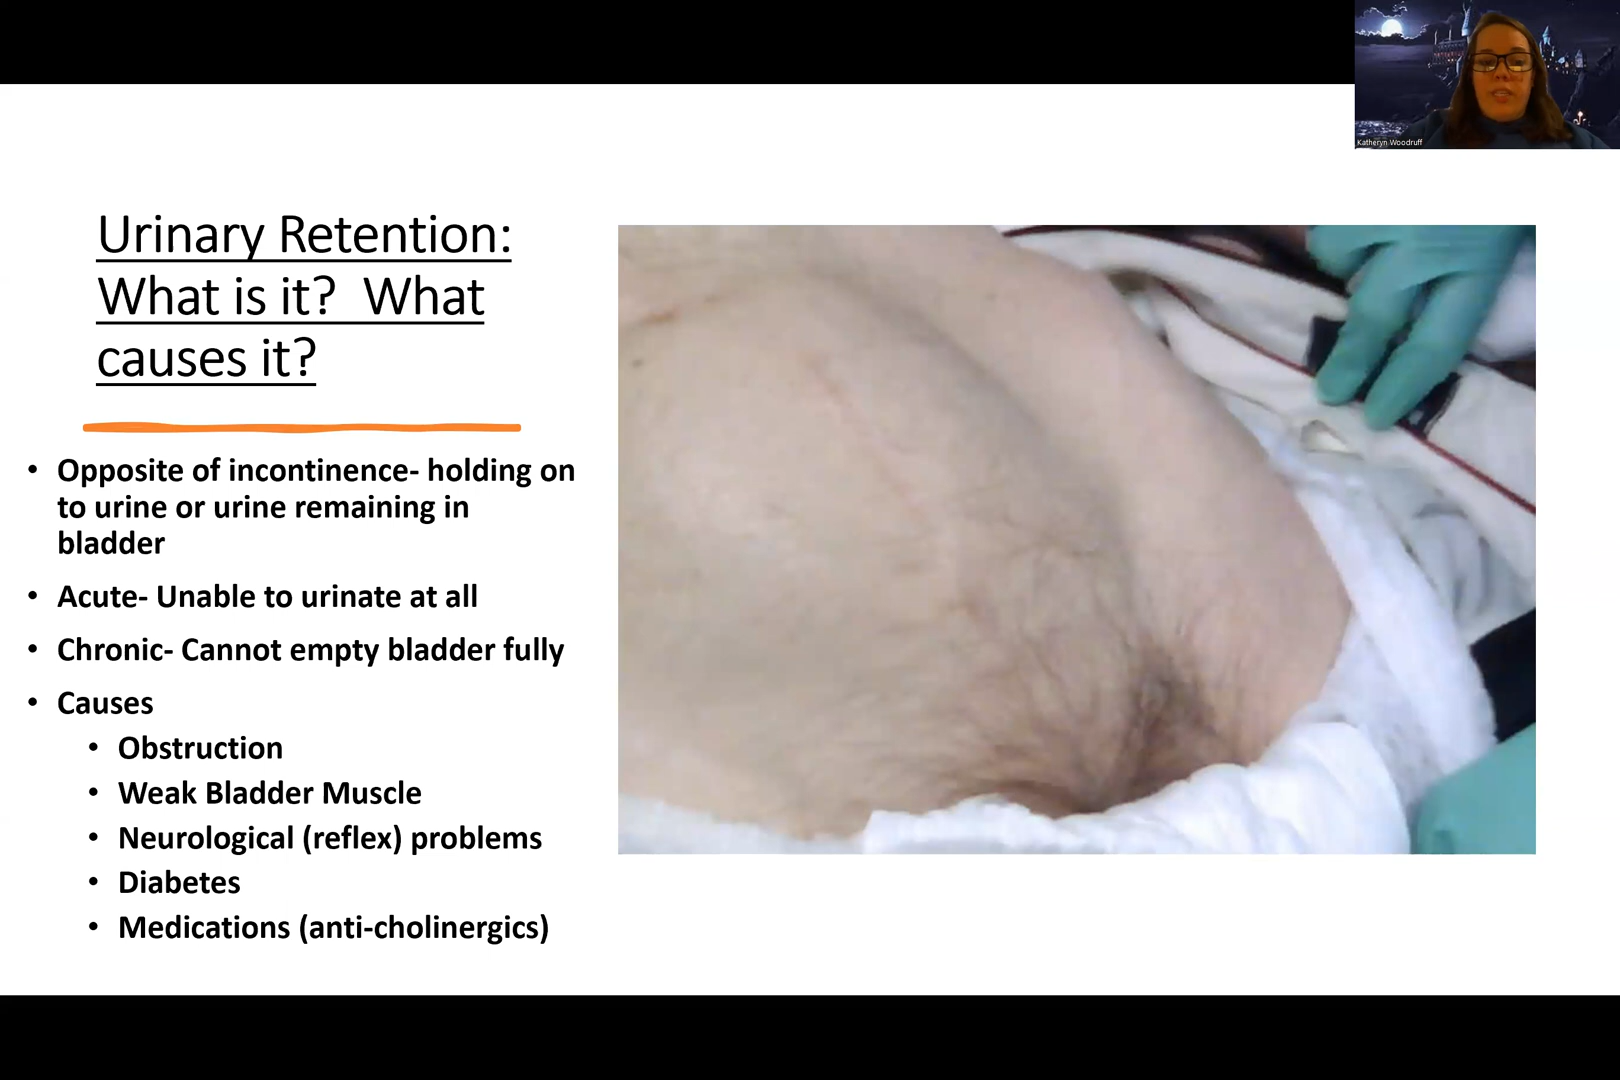 Katheryn Woodruff
Urinary Retention:
What is it?  What
causes it?
• Opposite of incontinence- holding on
to urine or urine remaining in
bladder
• Acute- Unable to urinate at all
• Chronic- Cannot empty bladder fully
• Causes
• Obstruction
• Weak Bladder Muscle
• Neurological (reflex) problems
• Diabetes
• Medications (anti-cholinergics)